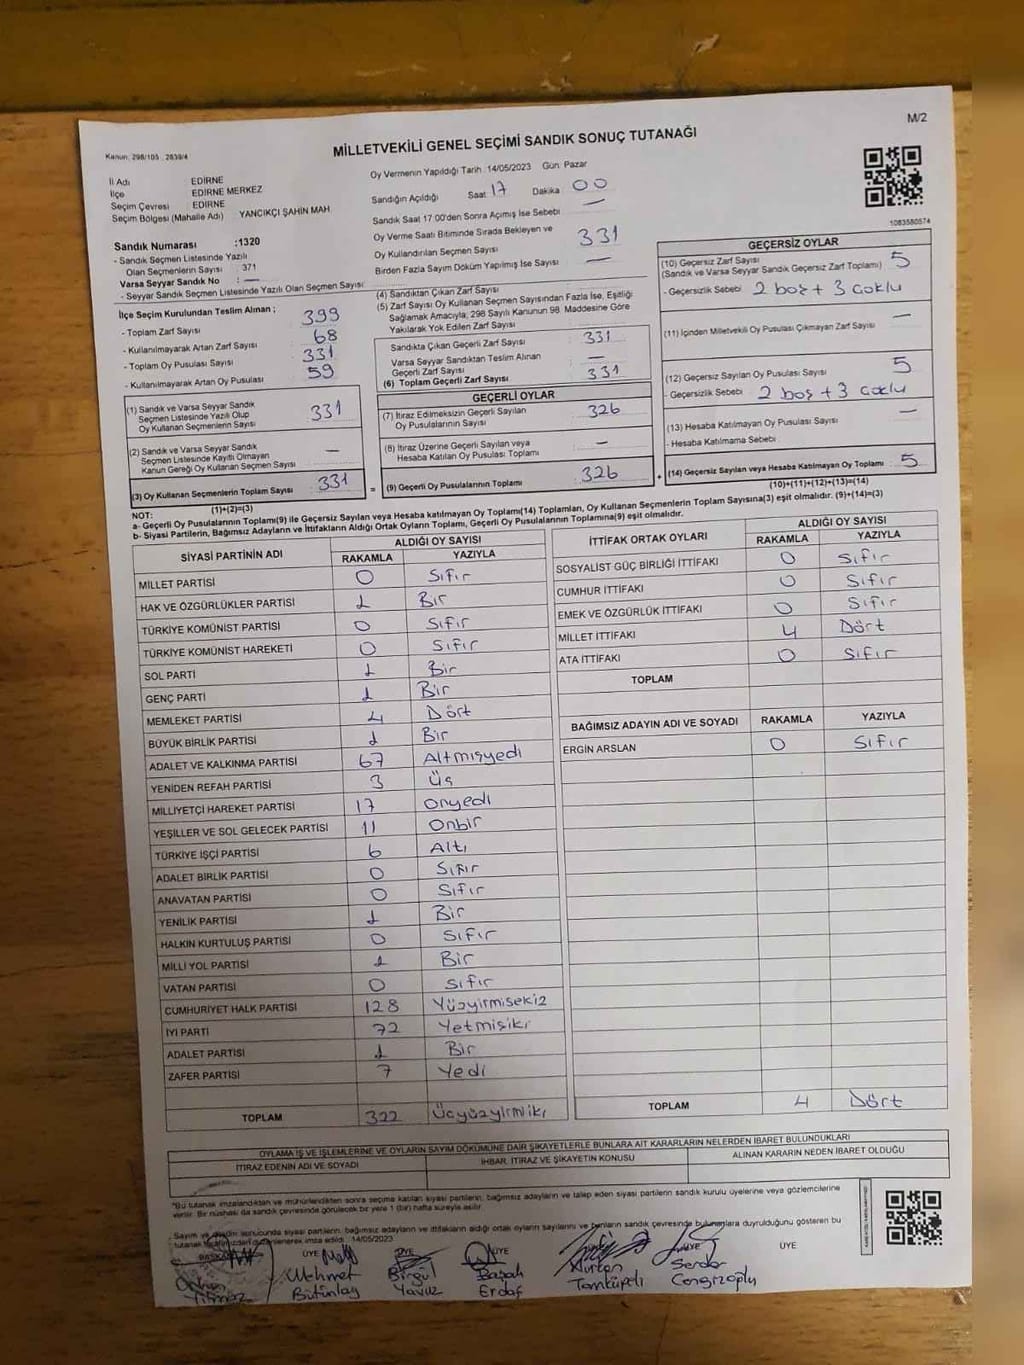 M/2
Kanun: 298/105 , 2839/4
MİLLETVEKİLİ GENEL SEÇİMİ SANDIK SONUÇ TUTANAĞI
İl Adı EDİRNE
İlçe EDİRNE MERKEZ
Seçim Çevresi EDİRNE
Seçim Bölgesi (Mahalle Adı) YANCIKÇI ŞAHİN MAH
Sandık Numarası :1320
- Sandık Seçmen Listesinde Yazılı
Olan Seçmenlerin Sayısı : 371
Varsa Seyyar Sandık No : —
- Seyyar Sandık Seçmen Listesinde Yazılı Olan Seçmen Sayısı
İlçe Seçim Kurulundan Teslim Alınan ;
- Toplam Zarf Sayısı 399
- Kullanılmayarak Artan Zarf Sayısı 68
- Toplam Oy Pusulası Sayısı 331
- Kullanılmayarak Artan Oy Pusulası 59
(1) Sandık ve Varsa Seyyar Sandık
Seçmen Listesinde Yazılı Olup
Oy Kullanan Seçmenlerin Sayısı 331
(2) Sandık ve Varsa Seyyar Sandık
Seçmen Listesinde Kayıtlı Olmayan
Kanun Gereği Oy Kullanan Seçmen Sayısı —
(3) Oy Kullanan Seçmenlerin Toplam Sayısı 331
(1)+(2)=(3)
Oy Vermenin Yapıldığı Tarih :14/05/2023 Gün: Pazar
Sandığın Açıldığı Saat 17 Dakika 00
Sandık Saat 17:00'den Sonra Açılmış İse Sebebi —
Oy Verme Saati Bitiminde Sırada Bekleyen ve
Oy Kullandırılan Seçmen Sayısı 331
Birden Fazla Sayım Döküm Yapılmış İse Sayısı —
(4) Sandıktan Çıkan Zarf Sayısı
(5) Zarf Sayısı Oy Kullanan Seçmen Sayısından Fazla İse, Eşitliği
Sağlamak Amacıyla; 298 Sayılı Kanunun 98. Maddesine Göre
Yakılarak Yok Edilen Zarf Sayısı
Sandıkta Çıkan Geçerli Zarf Sayısı 331
Varsa Seyyar Sandıktan Teslim Alınan
Geçerli Zarf Sayısı —
(6) Toplam Geçerli Zarf Sayısı 331
GEÇERLİ OYLAR
(7) İtiraz Edilmeksizin Geçerli Sayılan
Oy Pusulalarının Sayısı 326
(8) İtiraz Üzerine Geçerli Sayılan veya
Hesaba Katılan Oy Pusulası Toplamı —
= (9) Geçerli Oy Pusulalarının Toplamı 326
1083580574
GEÇERSİZ OYLAR
(10) Geçersiz Zarf Sayısı 5
(Sandık ve Varsa Seyyar Sandık Geçersiz Zarf Toplamı)
- Geçersizlik Sebebi 2 boş + 3 çoklu
(11) İçinden Milletvekili Oy Pusulası Çıkmayan Zarf Sayısı —
(12) Geçersiz Sayılan Oy Pusulası Sayısı 5
- Geçersizlik Sebebi 2 boş + 3 çoklu
(13) Hesaba Katılmayan Oy Pusulası Sayısı —
- Hesaba Katılmama Sebebi
+ (14) Geçersiz Sayılan veya Hesaba Katılmayan Oy Toplamı : 5
(10)+(11)+(12)+(13)=(14)
NOT:
a- Geçerli Oy Pusulalarının Toplamı(9) ile Geçersiz Sayılan veya Hesaba katılmayan Oy Toplamı(14) Toplamları, Oy Kullanan Seçmenlerin Toplam Sayısına(3) eşit olmalıdır. (9)+(14)=(3)
b- Siyasi Partilerin, Bağımsız Adayların ve İttifakların Aldığı Ortak Oyların Toplamı, Geçerli Oy Pusulalarının Toplamına(9) eşit olmalıdır.
SİYASİ PARTİNİN ADI ALDIĞI OY SAYISI
RAKAMLA YAZIYLA
MİLLET PARTİSİ 0 Sıfır
HAK VE ÖZGÜRLÜKLER PARTİSİ 1 Bir
TÜRKİYE KOMÜNİST PARTİSİ 0 Sıfır
TÜRKİYE KOMÜNİST HAREKETİ 0 Sıfır
SOL PARTİ 1 Bir
GENÇ PARTİ 1 Bir
MEMLEKET PARTİSİ 4 Dört
BÜYÜK BİRLİK PARTİSİ 1 Bir
ADALET VE KALKINMA PARTİSİ 67 Altmışyedi
YENİDEN REFAH PARTİSİ 3 Üç
MİLLİYETÇİ HAREKET PARTİSİ 17 Onyedi
YEŞİLLER VE SOL GELECEK PARTİSİ 11 Onbir
TÜRKİYE İŞÇİ PARTİSİ 6 Altı
ADALET BİRLİK PARTİSİ 0 Sıfır
ANAVATAN PARTİSİ 0 Sıfır
YENİLİK PARTİSİ 1 Bir
HALKIN KURTULUŞ PARTİSİ 0 Sıfır
MİLLİ YOL PARTİSİ 1 Bir
VATAN PARTİSİ 0 Sıfır
CUMHURİYET HALK PARTİSİ 128 Yüzyirmisekiz
İYİ PARTİ 72 Yetmişiki
ADALET PARTİSİ 1 Bir
ZAFER PARTİSİ 7 Yedi
TOPLAM 322 Üçyüzyirmiki
İTTİFAK ORTAK OYLARI ALDIĞI OY SAYISI
RAKAMLA YAZIYLA
SOSYALİST GÜÇ BİRLİĞİ İTTİFAKI 0 Sıfır
CUMHUR İTTİFAKI 0 Sıfır
EMEK VE ÖZGÜRLÜK İTTİFAKI 0 Sıfır
MİLLET İTTİFAKI 4 Dört
ATA İTTİFAKI 0 Sıfır
TOPLAM
BAĞIMSIZ ADAYIN ADI VE SOYADI RAKAMLA YAZIYLA
ERGİN ARSLAN 0 Sıfır
TOPLAM 4 Dört
OYLAMA İŞ VE İŞLEMLERİNE VE OYLARIN SAYIM DÖKÜMÜNE DAİR ŞİKAYETLERLE BUNLARA AİT KARARLARIN NELERDEN İBARET BULUNDUKLARI
İTİRAZ EDENİN ADI VE SOYADI İHBAR, İTİRAZ VE ŞİKAYETİN KONUSU ALINAN KARARIN NEDEN İBARET OLDUĞU
*Bu tutanak imzalandıktan ve mühürlendikten sonra seçime katılan siyasi partilerin, bağımsız adayların ve talep eden siyasi partilerin sandık kurulu üyelerine veya gözlemcilerine
verilir. Bir nüshası da sandık çevresinde görülecek bir yere 1 (bir) hafta süreyle asılır.
Sayım ve döküm sonucunda siyasi partilerin, bağımsız adayların ve ittifakların aldığı ortak oyların sayılarını ve bunların sandık çevresinde bulunanlara duyurulduğunu gösteren bu
tutanak tarafımızdan düzenlenerek imza edildi. 14/05/2023
BAŞKAN ÜYE ÜYE ÜYE ÜYE ÜYE
Yılmaz
Mehmet Bütünlay
Birgül Yavuz
Başak Erdaş
Nurten Tamküpeli
Serdar Cengizoğlu